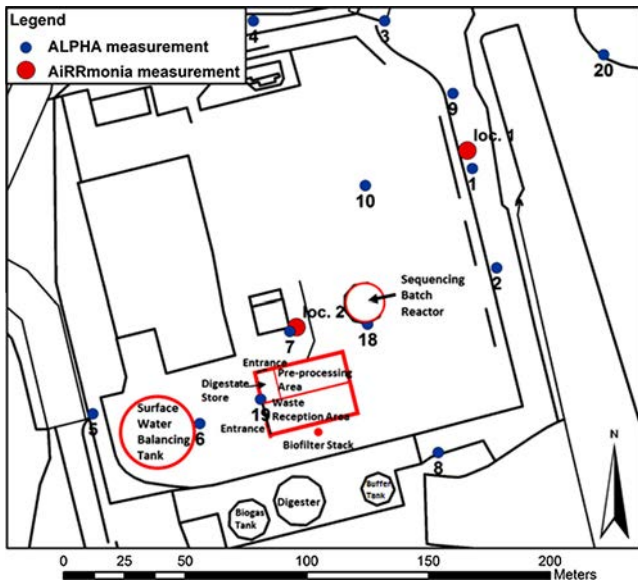 Legend
ALPHA measurement
AiRRmonia measurement
4
3
20
9
loc. 1
1
10
2
Sequencing
Batch
Reactor
loc. 2
7
18
Entrance
Pre-processing
Area
Digestate
Store
19
Waste
Reception Area
Entrance
Biofilter Stack
5
Surface
Water
Balancing
Tank
6
8
Buffer
Tank
Digester
Biogas
Tank
N
0 25 50 100 150 200
Meters